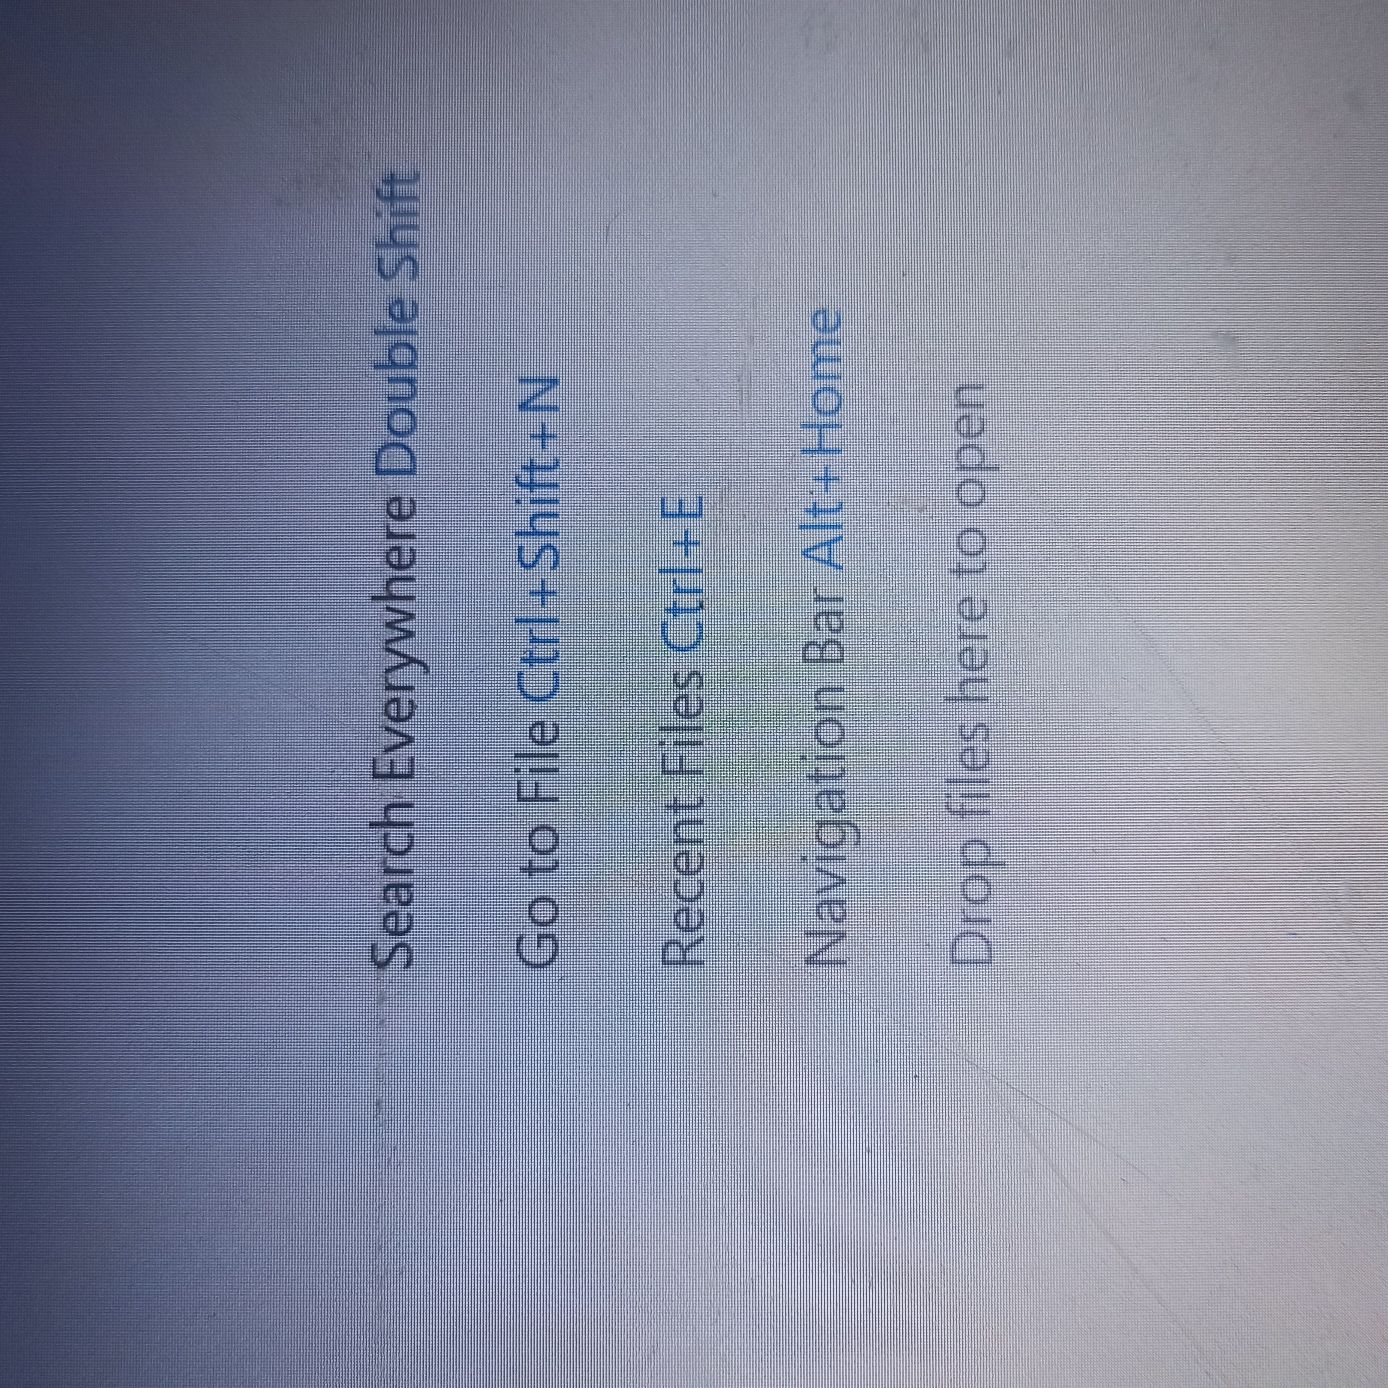 Search Everywhere Double Shift
Go to File Ctrl+Shift+N
Recent Files Ctrl+E
Navigation Bar Alt+Home
Drop files here to open